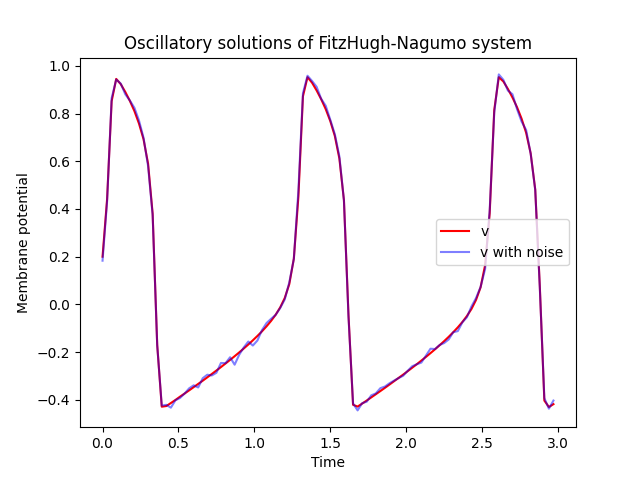 Oscillatory solutions of FitzHugh-Nagumo system
Membrane potential
1.0
0.8
0.6
0.4
0.2
0.0
−0.2
−0.4
v
v with noise
0.0 0.5 1.0 1.5 2.0 2.5 3.0
Time